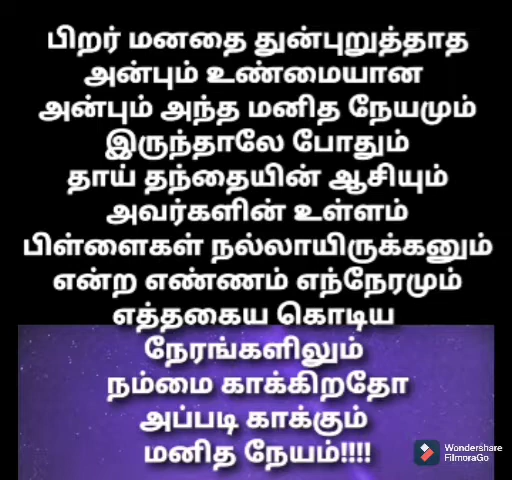 பிறர் மனதை துன்புறுத்தாத
அன்பும் உண்மையான
அன்பும் அந்த மனித நேயமும்
இருந்தாலே போதும்
தாய் தந்தையின் ஆசியும்
அவர்களின் உள்ளம்
பிள்ளைகள் நல்லாயிருக்கனும்
என்ற எண்ணம் எந்நேரமும்
எத்தகைய கொடிய
நேரங்களிலும்
நம்மை காக்கிறதோ
அப்படி காக்கும்
மனித நேயம்!!!!
Wondershare
FilmoraGo